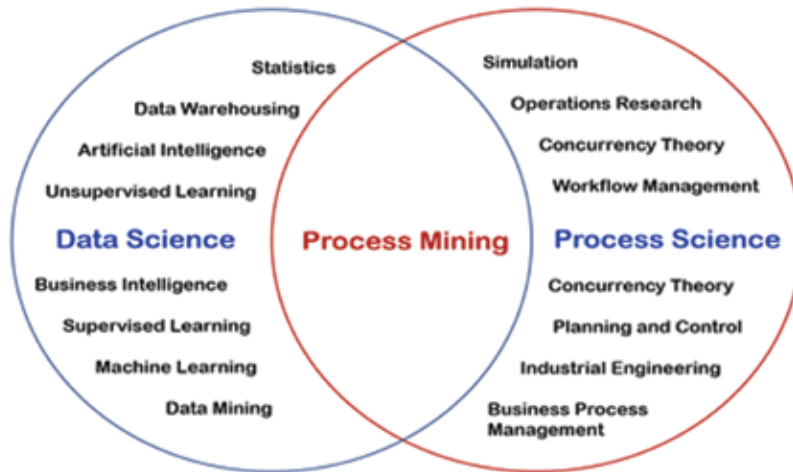 Statistics
Data Warehousing
Artificial Intelligence
Unsupervised Learning
Data Science
Business Intelligence
Supervised Learning
Machine Learning
Data Mining
Process Mining
Simulation
Operations Research
Concurrency Theory
Workflow Management
Process Science
Concurrency Theory
Planning and Control
Industrial Engineering
Business Process
Management